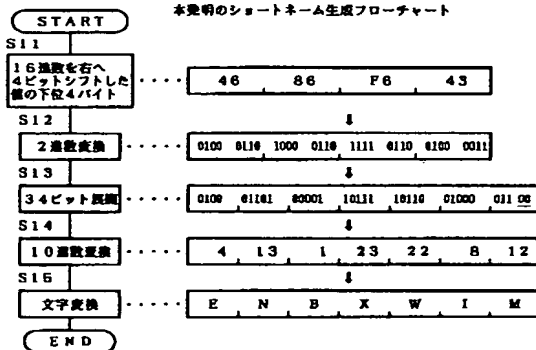 本発明のショートネーム生成フローチャート
START
S11
16進数を右へ
4ビットシフトした
値の下位4バイト
46 86 F6 43
↓
S12
2進数変換
0100 0110 1000 0110 1111 0110 0100 0011
↓
S13
34ビット展開
0100 01101 00001 10111 10110 01000 011 00
↓
S14
10進数変換
4 13 1 23 22 8 12
↓
S15
文字変換
E N B X W I M
END